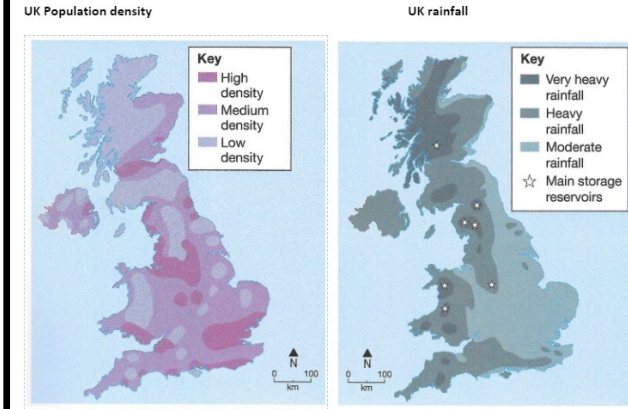 UK Population density
Key
High
density
Medium
density
Low
density
N
0 100
km
UK rainfall
Key
Very heavy
rainfall
Heavy
rainfall
Moderate
rainfall
Main storage
reservoirs
N
0 100
km